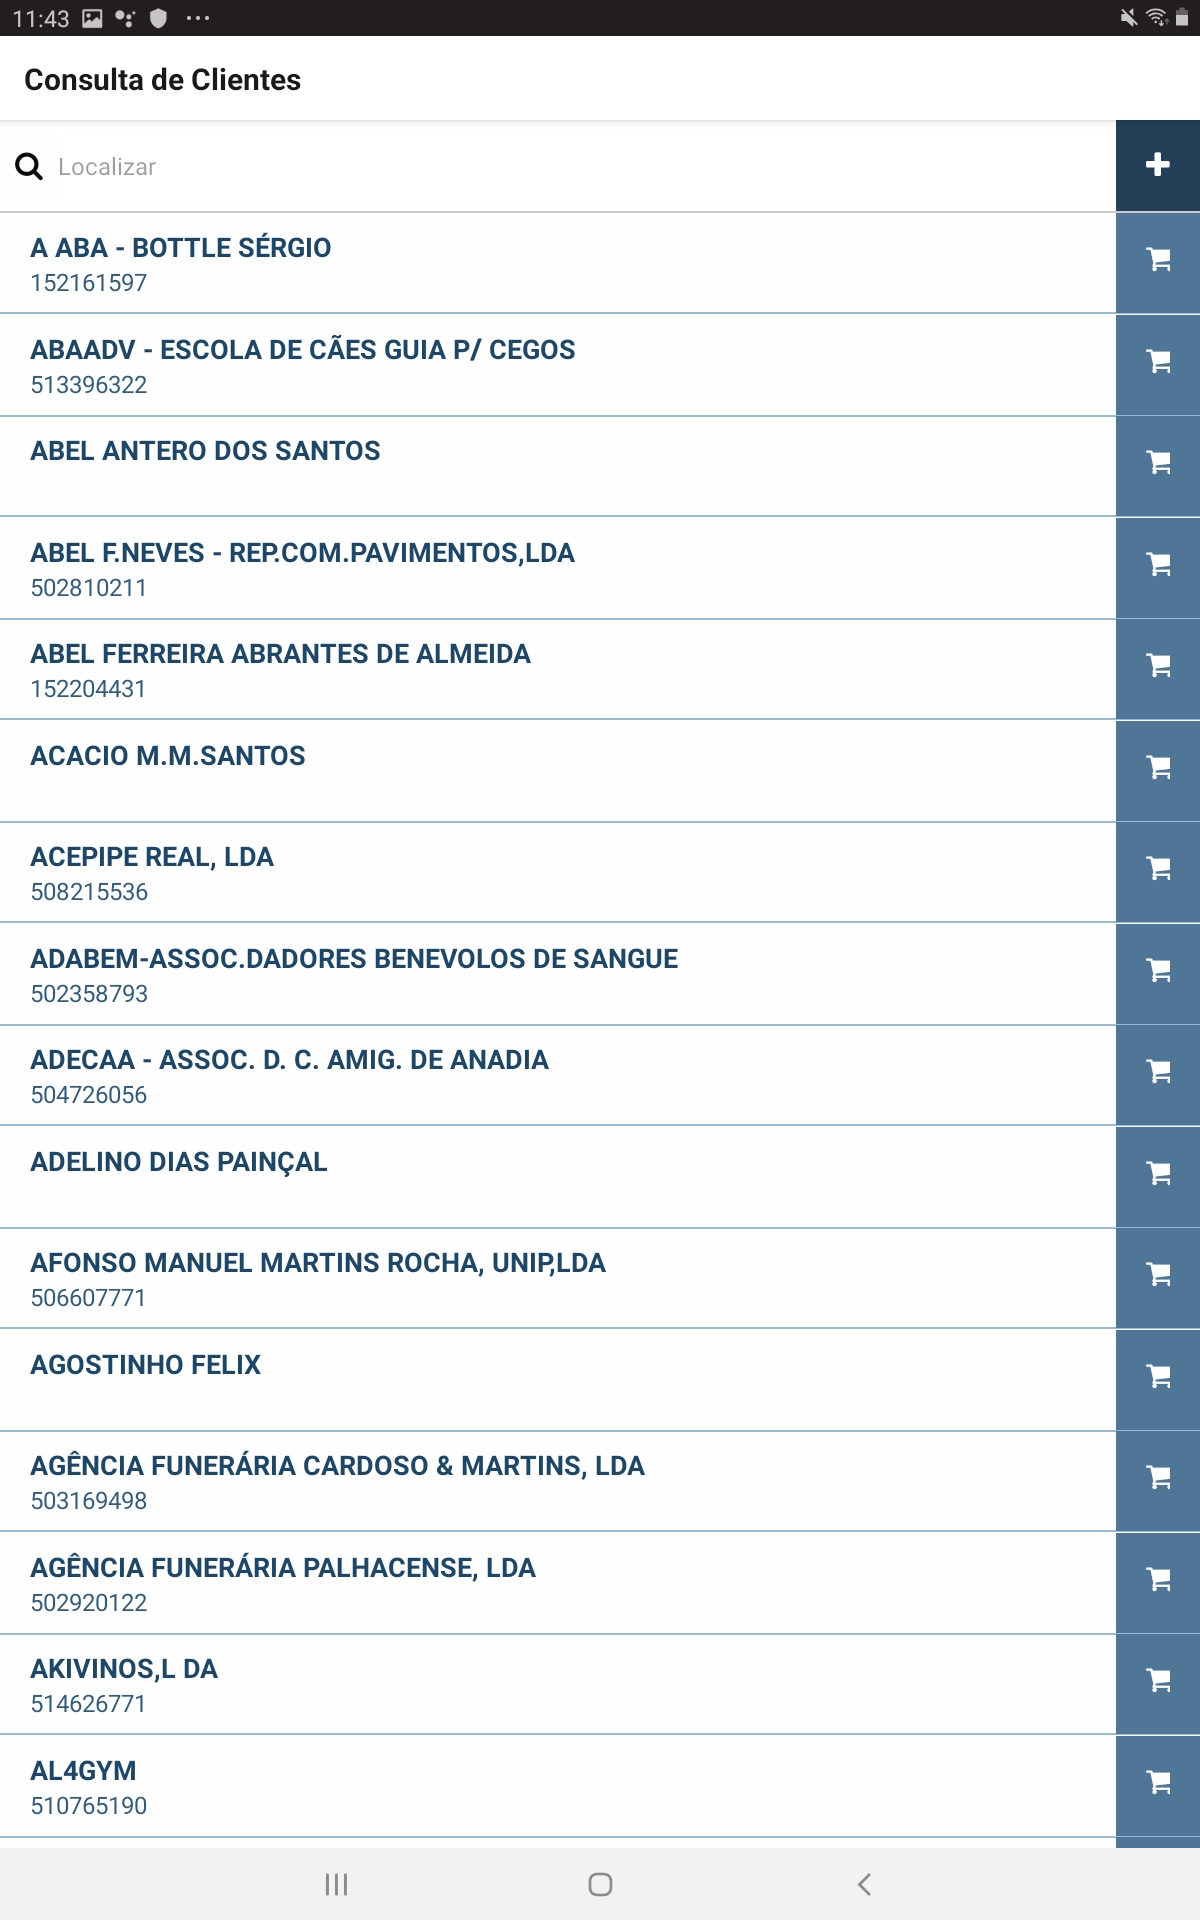 11:43
Consulta de Clientes
Localizar
A ABA - BOTTLE SÉRGIO
152161597
ABAADV - ESCOLA DE CÃES GUIA P/ CEGOS
513396322
ABEL ANTERO DOS SANTOS
ABEL F.NEVES - REP.COM.PAVIMENTOS,LDA
502810211
ABEL FERREIRA ABRANTES DE ALMEIDA
152204431
ACACIO M.M.SANTOS
ACEPIPE REAL, LDA
508215536
ADABEM-ASSOC.DADORES BENEVOLOS DE SANGUE
502358793
ADECAA - ASSOC. D. C. AMIG. DE ANADIA
504726056
ADELINO DIAS PAINÇAL
AFONSO MANUEL MARTINS ROCHA, UNIP,LDA
506607771
AGOSTINHO FELIX
AGÊNCIA FUNERÁRIA CARDOSO & MARTINS, LDA
503169498
AGÊNCIA FUNERÁRIA PALHACENSE, LDA
502920122
AKIVINOS,L DA
514626771
AL4GYM
510765190